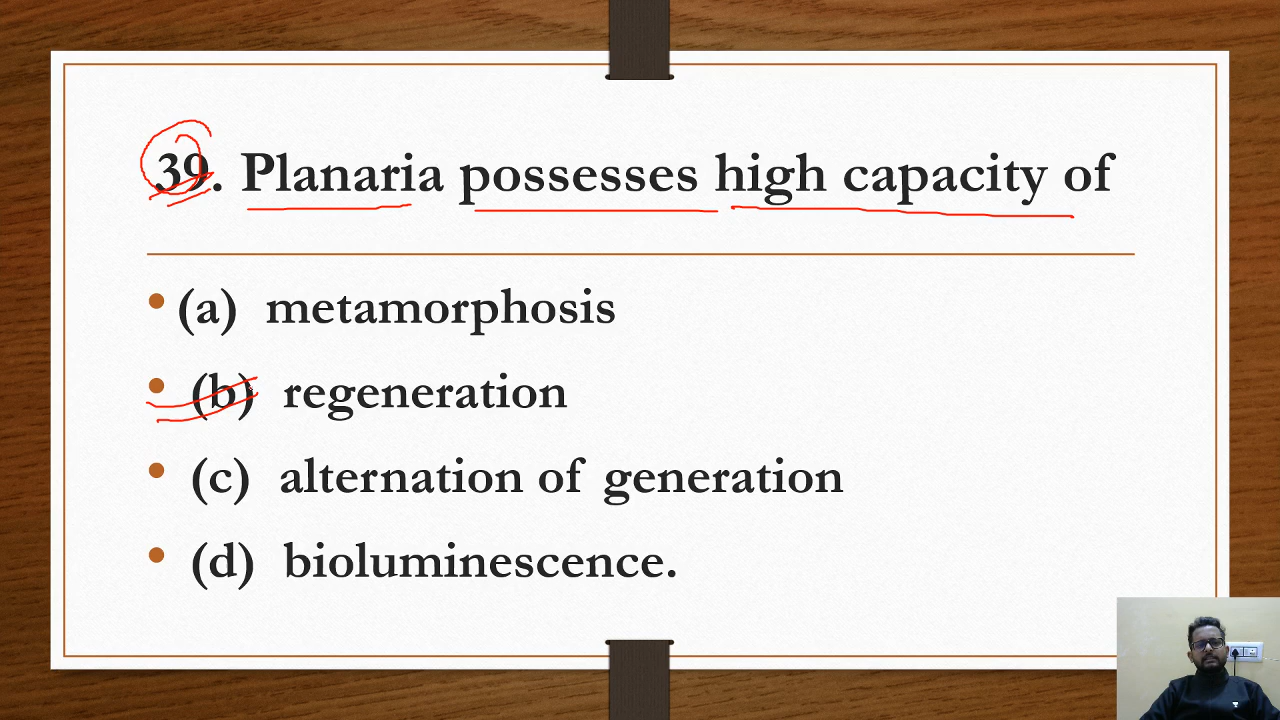 39. Planaria possesses high capacity of
• (a) metamorphosis
• (b) regeneration
• (c) alternation of generation
• (d) bioluminescence.